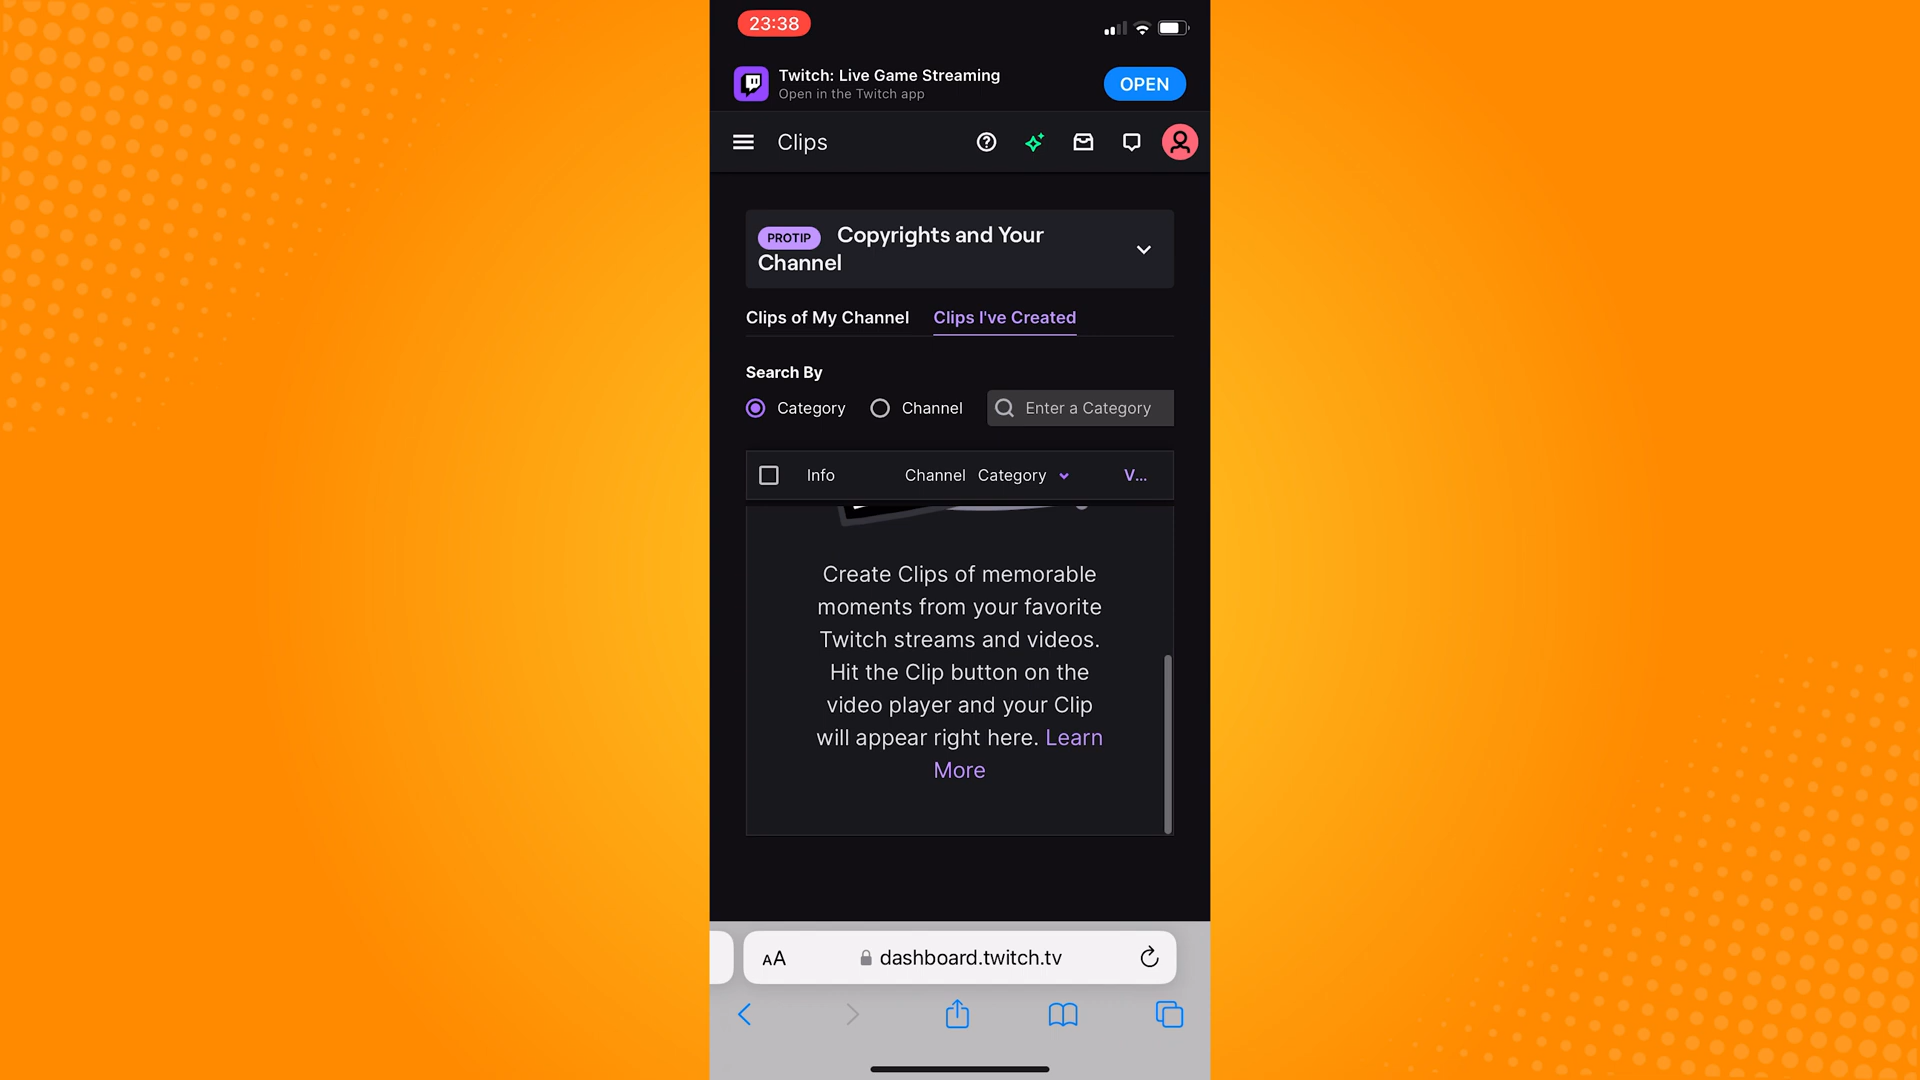 23:38
Twitch: Live Game Streaming
Open in the Twitch app
OPEN
Clips
PROTIP Copyrights and Your
Channel
Clips of My Channel Clips I've Created
Search By
Category Channel Enter a Category
Info Channel Category V...
Create Clips of memorable
moments from your favorite
Twitch streams and videos.
Hit the Clip button on the
video player and your Clip
will appear right here. Learn
More
AA dashboard.twitch.tv